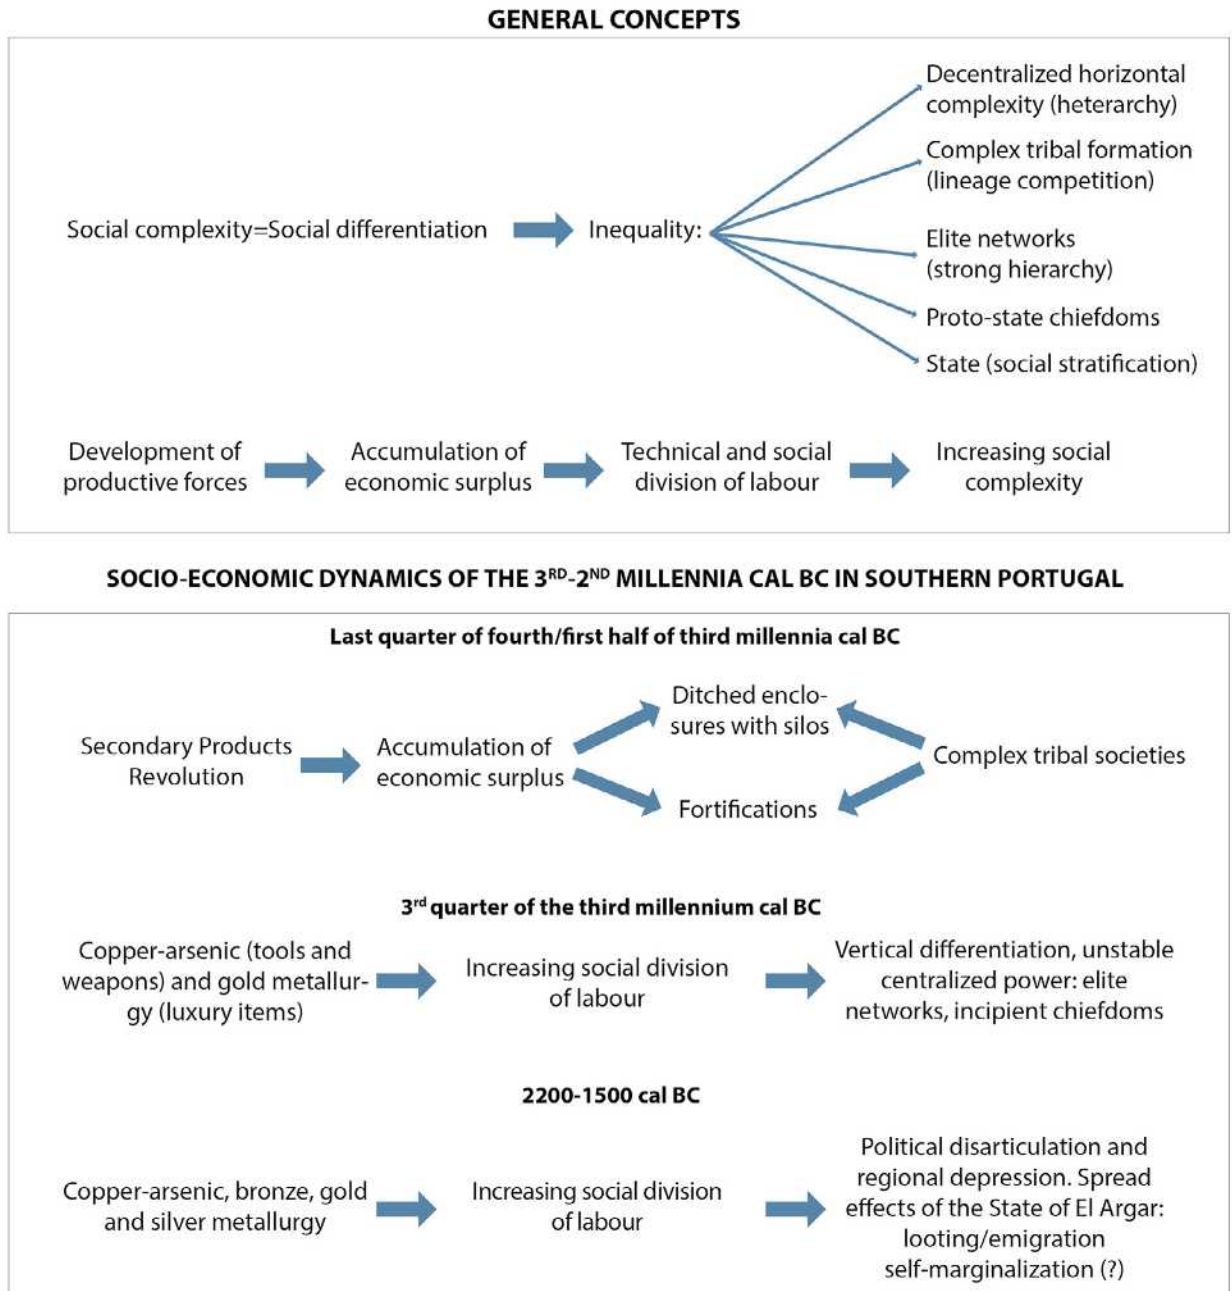 GENERAL CONCEPTS
Decentralized horizontal
complexity (heterarchy)
Complex tribal formation
(lineage competition)
Social complexity=Social differentiation
Inequality:
Elite networks
(strong hierarchy)
Proto-state chiefdoms
State (social stratification)
Development of
productive forces
Accumulation of
economic surplus
Technical and social
division of labour
Increasing social
complexity
SOCIO-ECONOMIC DYNAMICS OF THE 3RD-2ND MILLENNIA CAL BC IN SOUTHERN PORTUGAL
Last quarter of fourth/first half of third millennia cal BC
Secondary Products
Revolution
Accumulation of
economic surplus
Ditched enclo-
sures with silos
Fortifications
Complex tribal societies
3rd quarter of the third millennium cal BC
Copper-arsenic (tools and
weapons) and gold metallur-
gy (luxury items)
Increasing social division
of labour
Vertical differentiation, unstable
centralized power: elite
networks, incipient chiefdoms
2200-1500 cal BC
Copper-arsenic, bronze, gold
and silver metallurgy
Increasing social division
of labour
Political disarticulation and
regional depression. Spread
effects of the State of El Argar:
looting/emigration
self-marginalization (?)